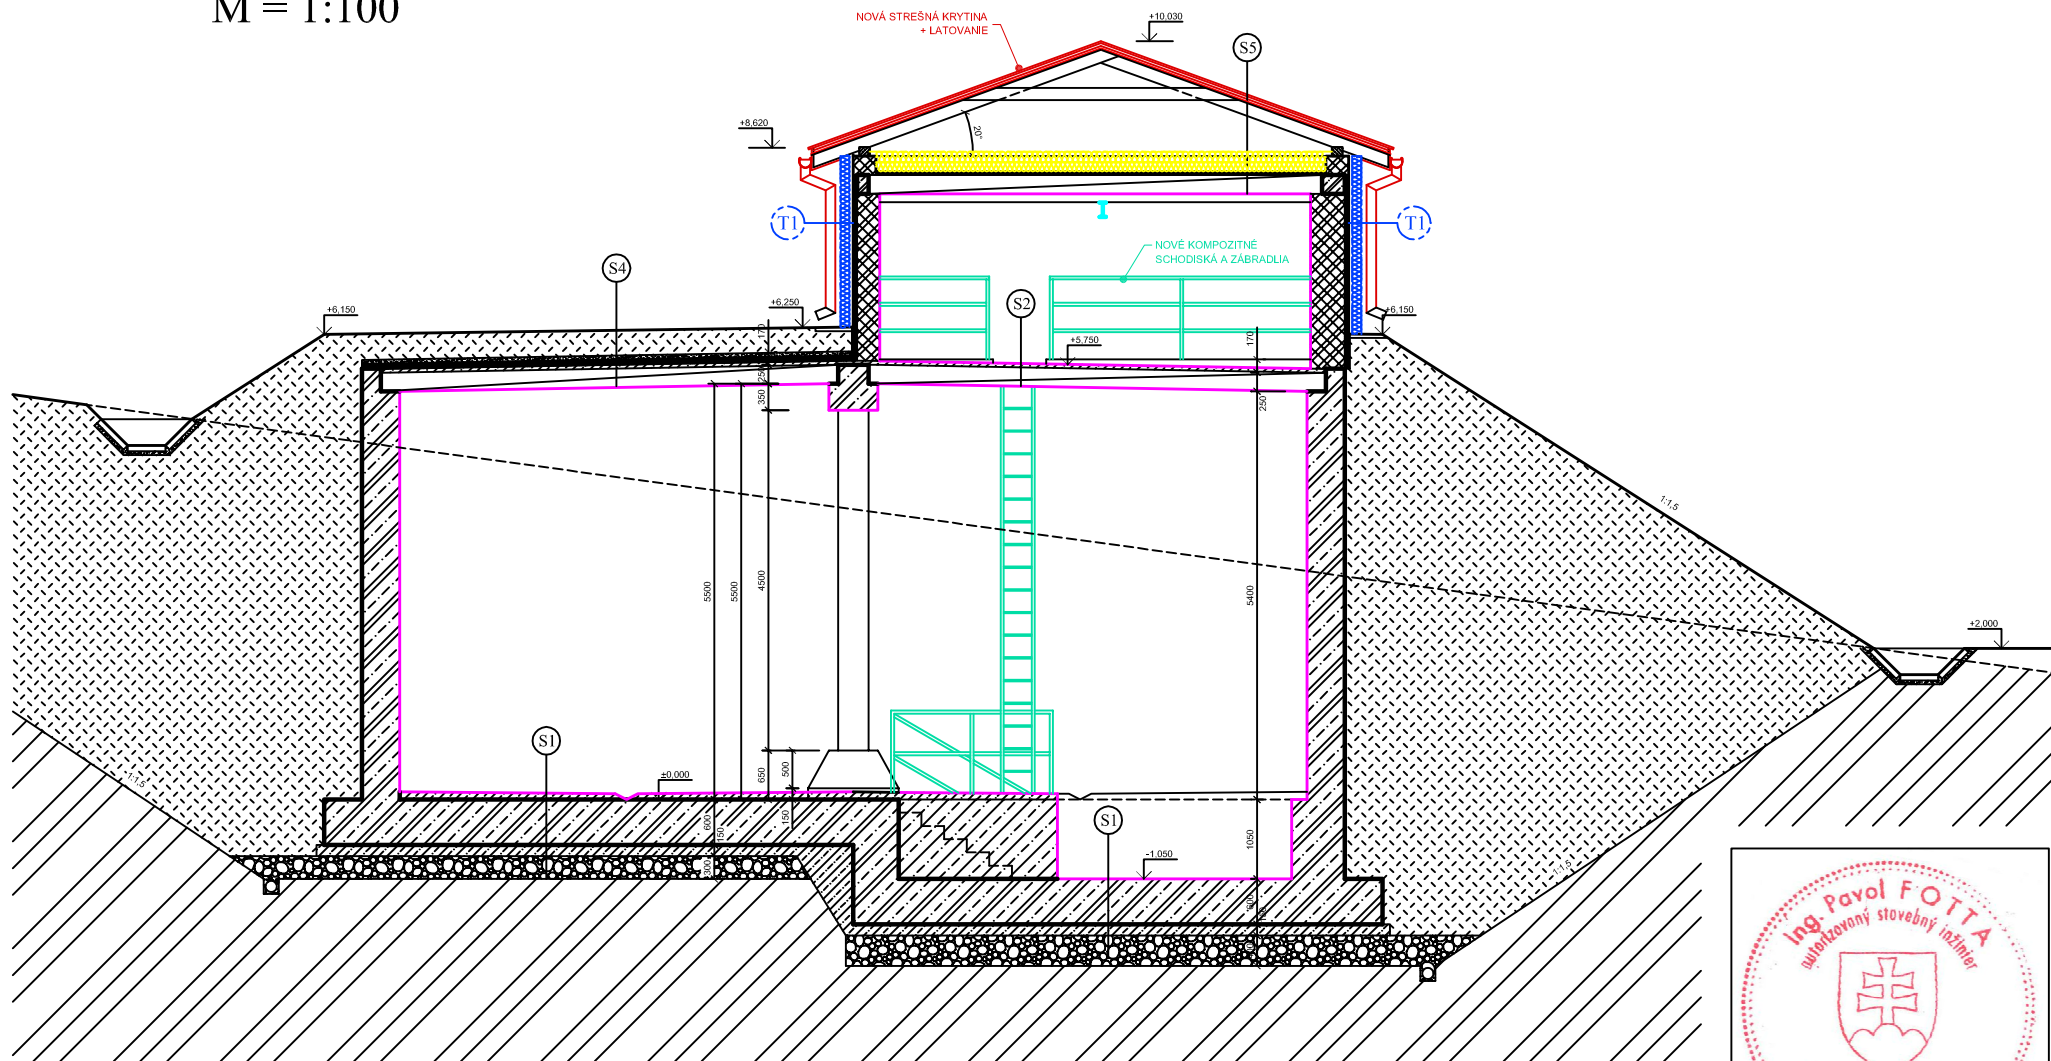 M = 1:100
NOVÁ STREŠNÁ KRYTINA
+ LATOVANIE
+10,030
S5
+8,620
20°
T1
T1
NOVÉ KOMPOZITNÉ
SCHODISKÁ A ZÁBRADLIA
S4
S2
+6,150
+6,250
+6,150
170
+5,750
170
250
350
250
1:1,5
5500
5500
4500
5400
+2,000
S1
±0,000
650
500
1:1,5
600
150
150
300
S1
1050
-1,050
1:1,5
600
Ing. Pavol FOTTA
autorizovaný stavebný inžinier